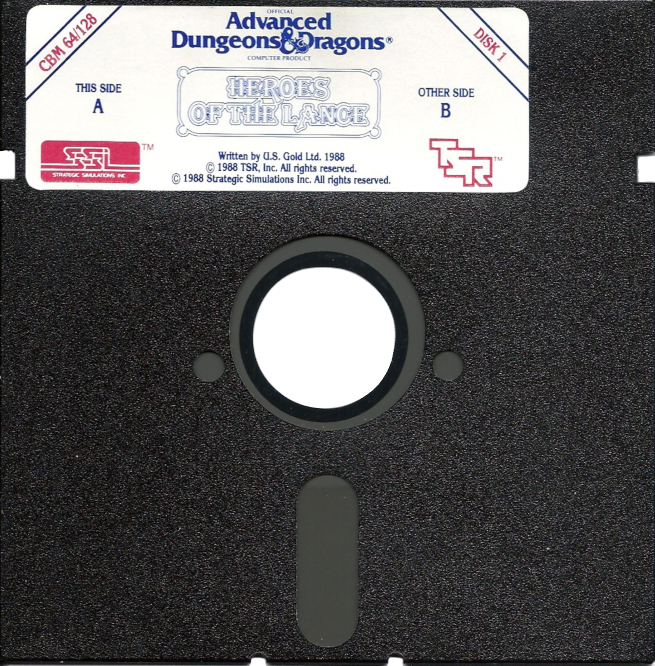 OFFICIAL
Advanced
Dungeons & Dragons®
COMPUTER PRODUCT
CBM 64/128
DISK 1
HEROES
OF THE LANCE
THIS SIDE
A
OTHER SIDE
B
SSI ™
STRATEGIC SIMULATIONS INC
Written by U.S. Gold Ltd. 1988
© 1988 TSR, Inc. All rights reserved.
© 1988 Strategic Simulations Inc. All rights reserved.
TSR ™